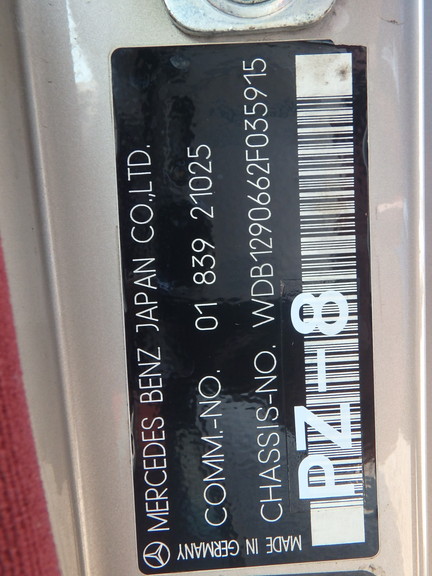 MERCEDES BENZ JAPAN CO.,LTD.
COMM.-NO. 01 839 21025
CHASSIS-NO. WDB1290662F035915
MADE IN GERMANY
PZ-8